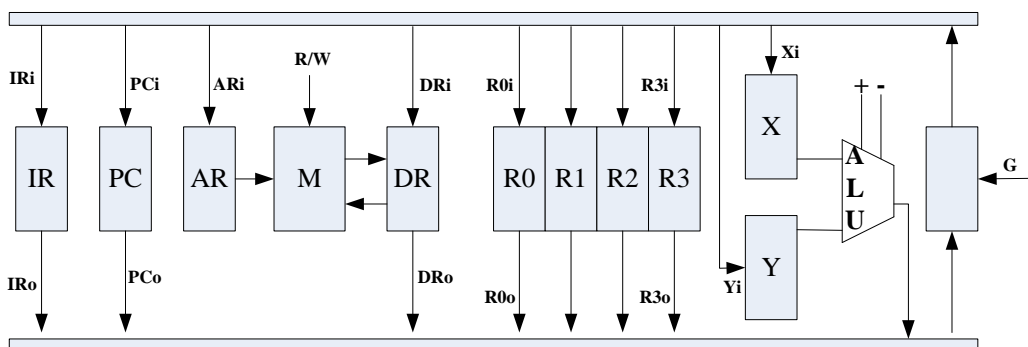 R/W
Xi
IRi
PCi
ARi
DRi
R0i
R3i
+ -
IR
PC
AR
M
DR
R0
R1
R2
R3
X
A
L
U
G
Y
IRo
PCo
DRo
R0o
R3o
Yi